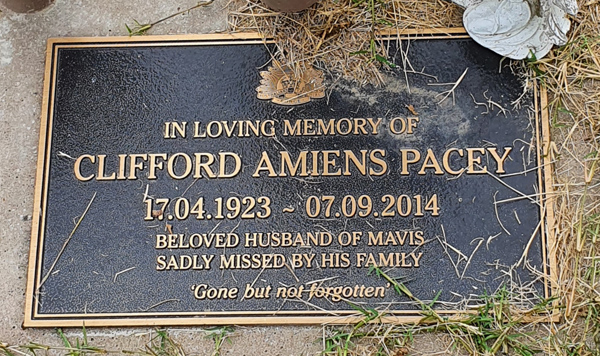 IN LOVING MEMORY OF
CLIFFORD AMIENS PACEY
17.04.1923 ~ 07.09.2014
BELOVED HUSBAND OF MAVIS
SADLY MISSED BY HIS FAMILY
'Gone but not forgotten'